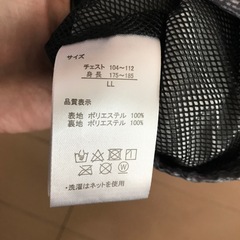 サイズ
チェスト 104～112
身長 175～185
LL
品質表示
表地 ポリエステル 100%
裏地 ポリエステル 100%
・洗濯はネットを使用